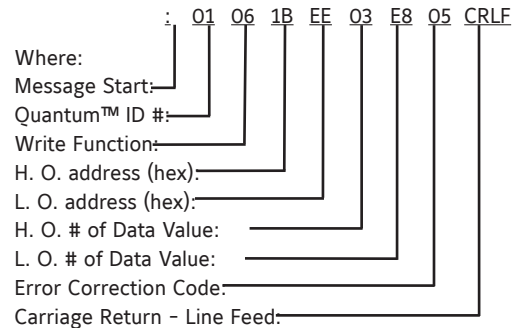 : 01 06 1B EE 03 E8 05 CRLF
Where:
Message Start:
Quantum™ ID #:
Write Function:
H. O. address (hex):
L. O. address (hex):
H. O. # of Data Value:
L. O. # of Data Value:
Error Correction Code:
Carriage Return - Line Feed: